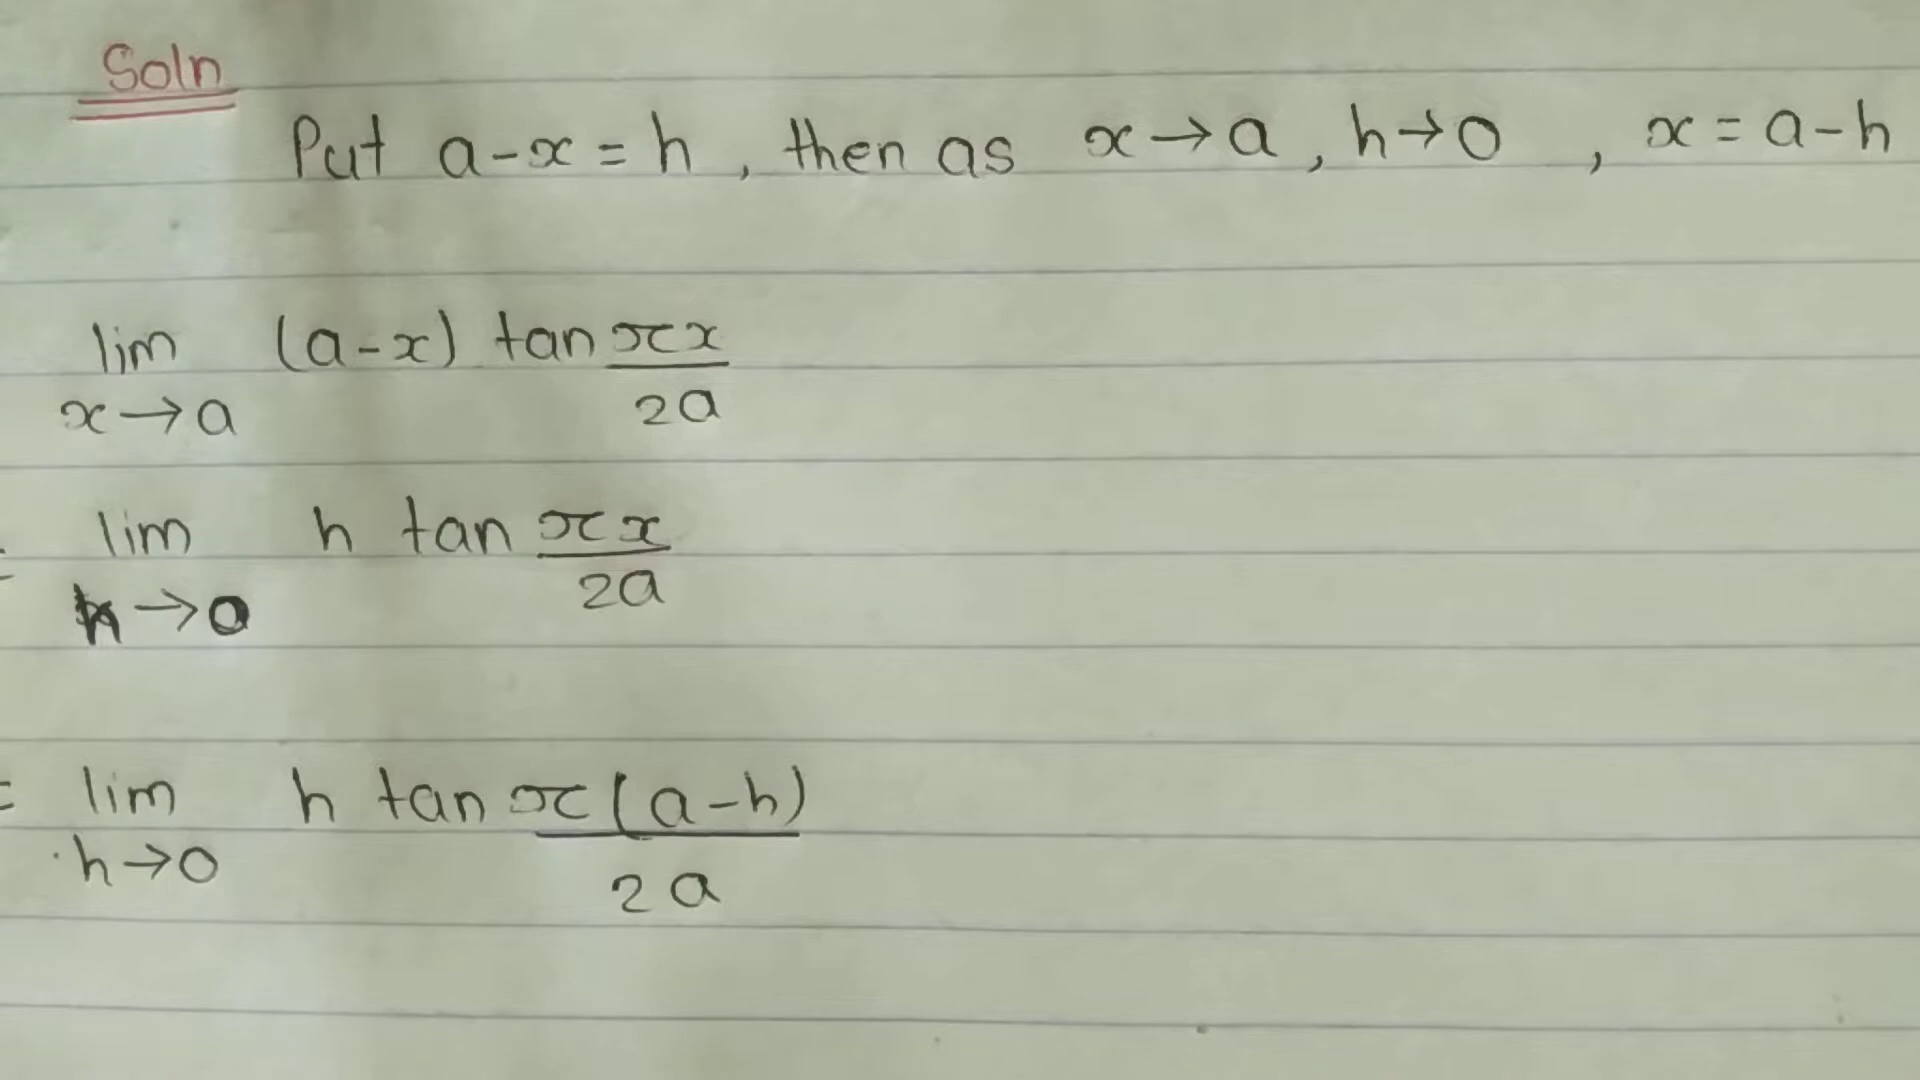 Soln
Put a-x = h, then as x→a, h→0, x = a-h
lim (a-x) tan πx
x→a 2a
= lim h tan πx
h→0 2a
= lim h tan π(a-h)
h→0 2a